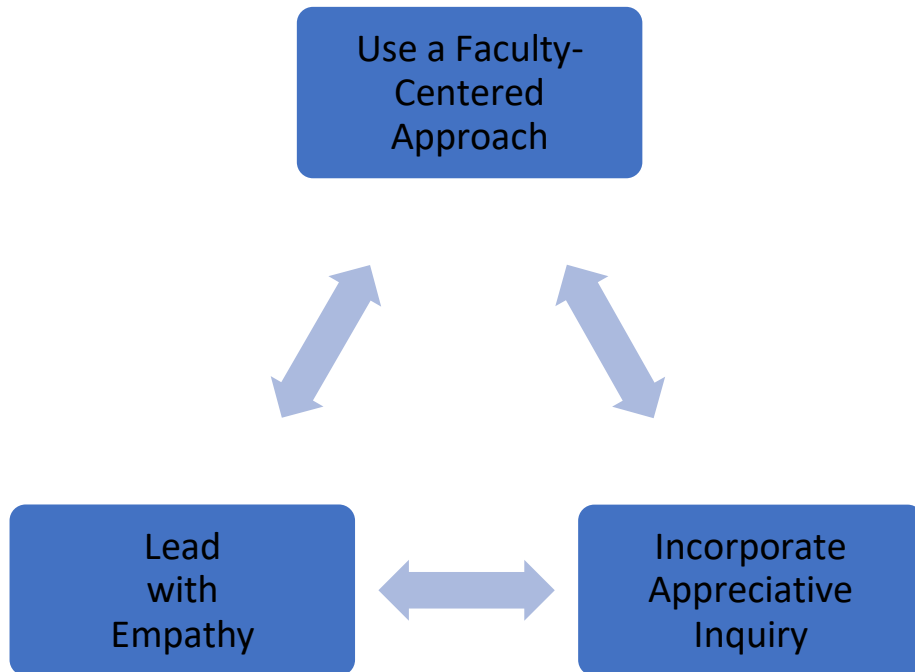 Use a Faculty-
Centered
Approach
Lead
with
Empathy
Incorporate
Appreciative
Inquiry